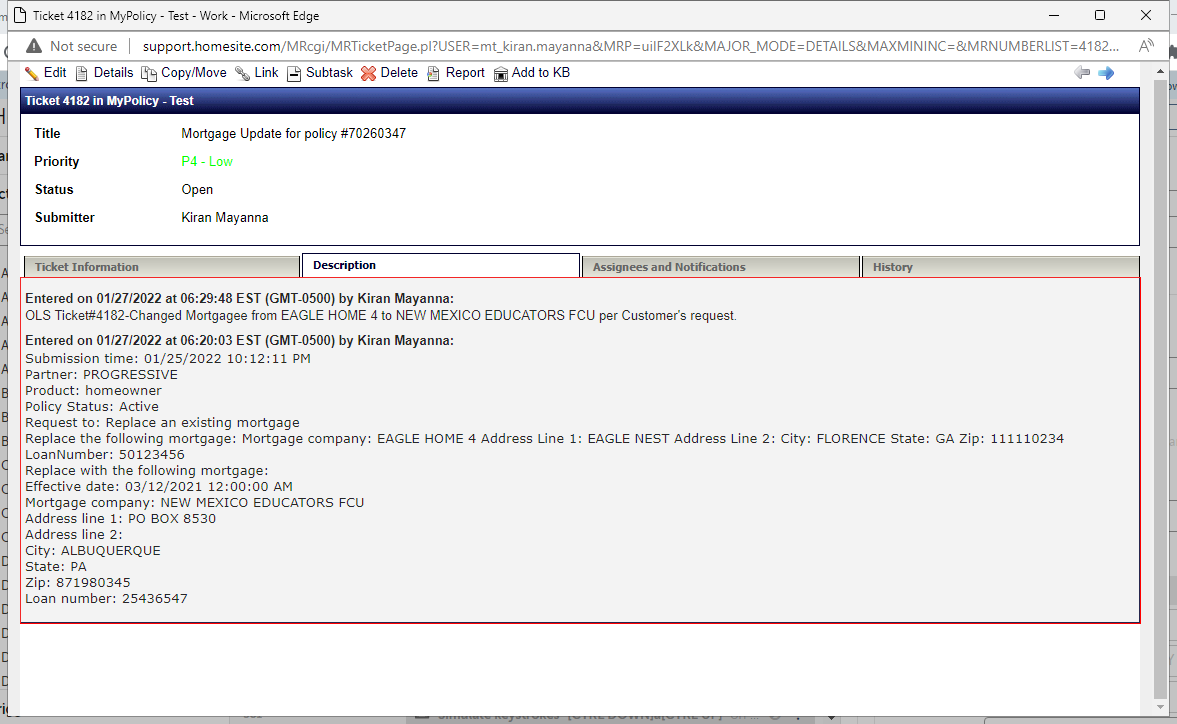 Ticket 4182 in MyPolicy - Test - Work - Microsoft Edge
Not secure support.homesite.com/MRcgi/MRTicketPage.pl?USER=mt_kiran.mayanna&MRP=uiIF2XLk&MAJOR_MODE=DETAILS&MAXMININC=&MRNUMBERLIST=4182...
Edit Details Copy/Move Link Subtask Delete Report Add to KB
Ticket 4182 in MyPolicy - Test
Title Mortgage Update for policy #70260347
Priority P4 - Low
Status Open
Submitter Kiran Mayanna
Ticket Information Description Assignees and Notifications History
Entered on 01/27/2022 at 06:29:48 EST (GMT-0500) by Kiran Mayanna:
OLS Ticket#4182-Changed Mortgagee from EAGLE HOME 4 to NEW MEXICO EDUCATORS FCU per Customer's request.
Entered on 01/27/2022 at 06:20:03 EST (GMT-0500) by Kiran Mayanna:
Submission time: 01/25/2022 10:12:11 PM
Partner: PROGRESSIVE
Product: homeowner
Policy Status: Active
Request to: Replace an existing mortgage
Replace the following mortgage: Mortgage company: EAGLE HOME 4 Address Line 1: EAGLE NEST Address Line 2: City: FLORENCE State: GA Zip: 111110234
LoanNumber: 50123456
Replace with the following mortgage:
Effective date: 03/12/2021 12:00:00 AM
Mortgage company: NEW MEXICO EDUCATORS FCU
Address line 1: PO BOX 8530
Address line 2:
City: ALBUQUERQUE
State: PA
Zip: 871980345
Loan number: 25436547